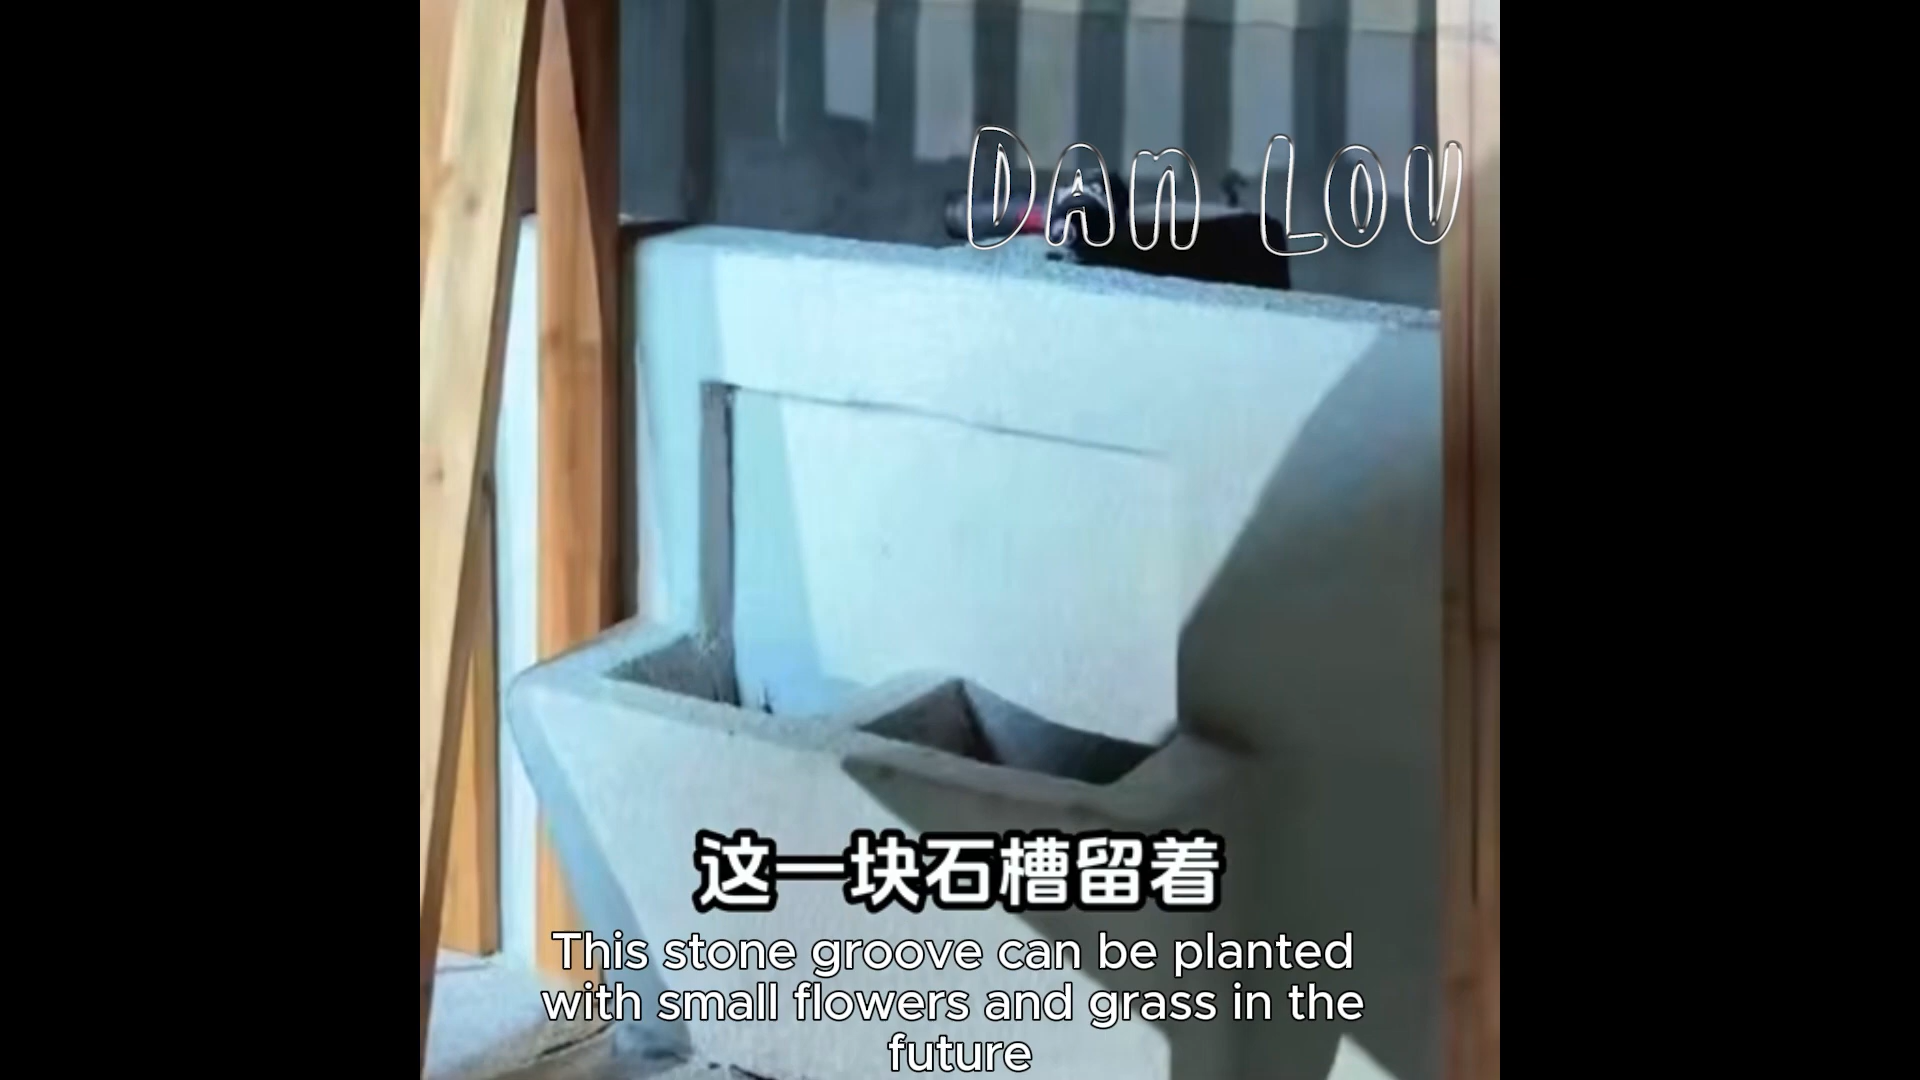 Dan Lou
这一块石槽留着
This stone groove can be planted
with small flowers and grass in the
future